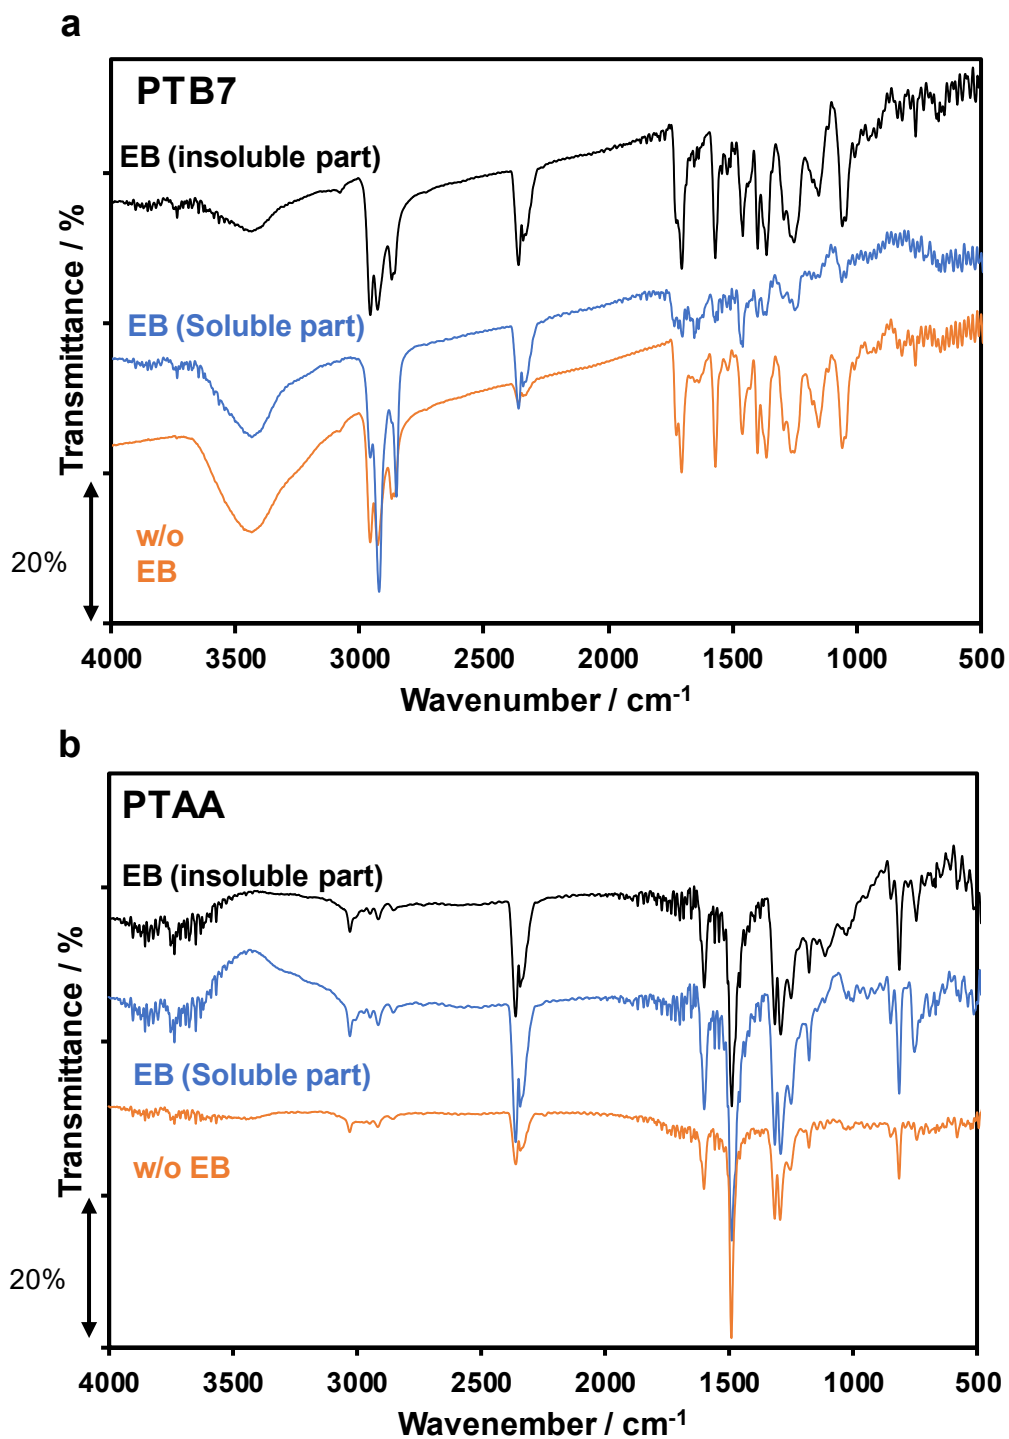 a
PTB7
EB (insoluble part)
EB (Soluble part)
w/o
EB
Transmittance / %
20%
4000 3500 3000 2500 2000 1500 1000 500
Wavenumber / cm-1
b
PTAA
EB (insoluble part)
EB (Soluble part)
w/o EB
Transmittance / %
20%
4000 3500 3000 2500 2000 1500 1000 500
Wavenember / cm-1